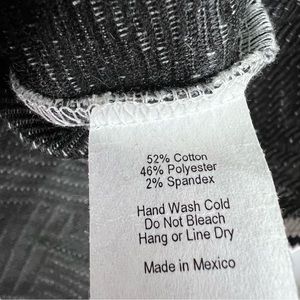 52% Cotton
46% Polyester
2% Spandex
Hand Wash Cold
Do Not Bleach
Hang or Line Dry
Made in Mexico